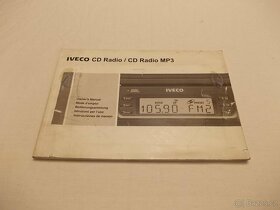 IVECO CD Radio / CD Radio MP3
IVECO
105.90 FM2
Owner's Manual
Mode d'emploi
Bedienungsanleitung
Istruzioni per l'uso
Instrucciones de manejo